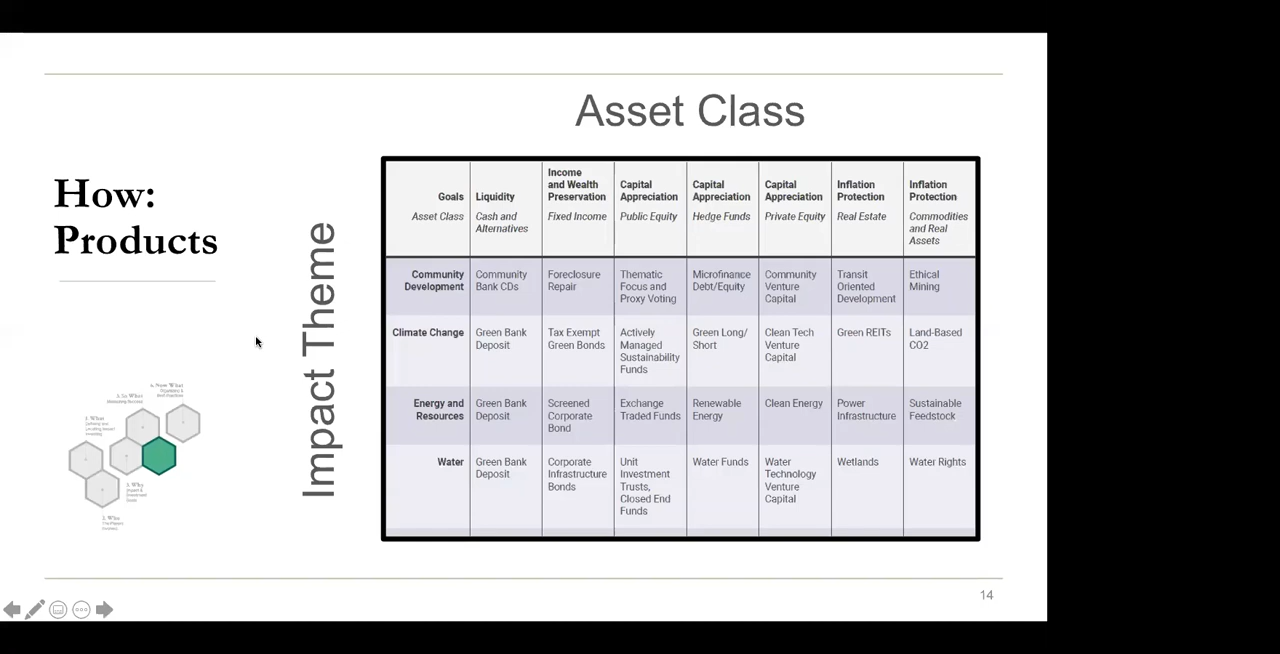 Asset Class
How:
Products
Impact Theme
Goals
Asset Class
Liquidity
Cash and
Alternatives
Income
and Wealth
Preservation
Fixed Income
Capital
Appreciation
Public Equity
Capital
Appreciation
Hedge Funds
Capital
Appreciation
Private Equity
Inflation
Protection
Real Estate
Inflation
Protection
Commodities
and Real
Assets
Community
Development
Community
Bank CDs
Foreclosure
Repair
Thematic
Focus and
Proxy Voting
Microfinance
Debt/Equity
Community
Venture
Capital
Transit
Oriented
Development
Ethical
Mining
Climate Change
Green Bank
Deposit
Tax Exempt
Green Bonds
Actively
Managed
Sustainability
Funds
Green Long/
Short
Clean Tech
Venture
Capital
Green REITs
Land-Based
CO2
Energy and
Resources
Green Bank
Deposit
Screened
Corporate
Bond
Exchange
Traded Funds
Renewable
Energy
Clean Energy
Power
Infrastructure
Sustainable
Feedstock
Water
Green Bank
Deposit
Corporate
Infrastructure
Bonds
Unit
Investment
Trusts,
Closed End
Funds
Water Funds
Water
Technology
Venture
Capital
Wetlands
Water Rights
1. What
3. Why
2. Who
14